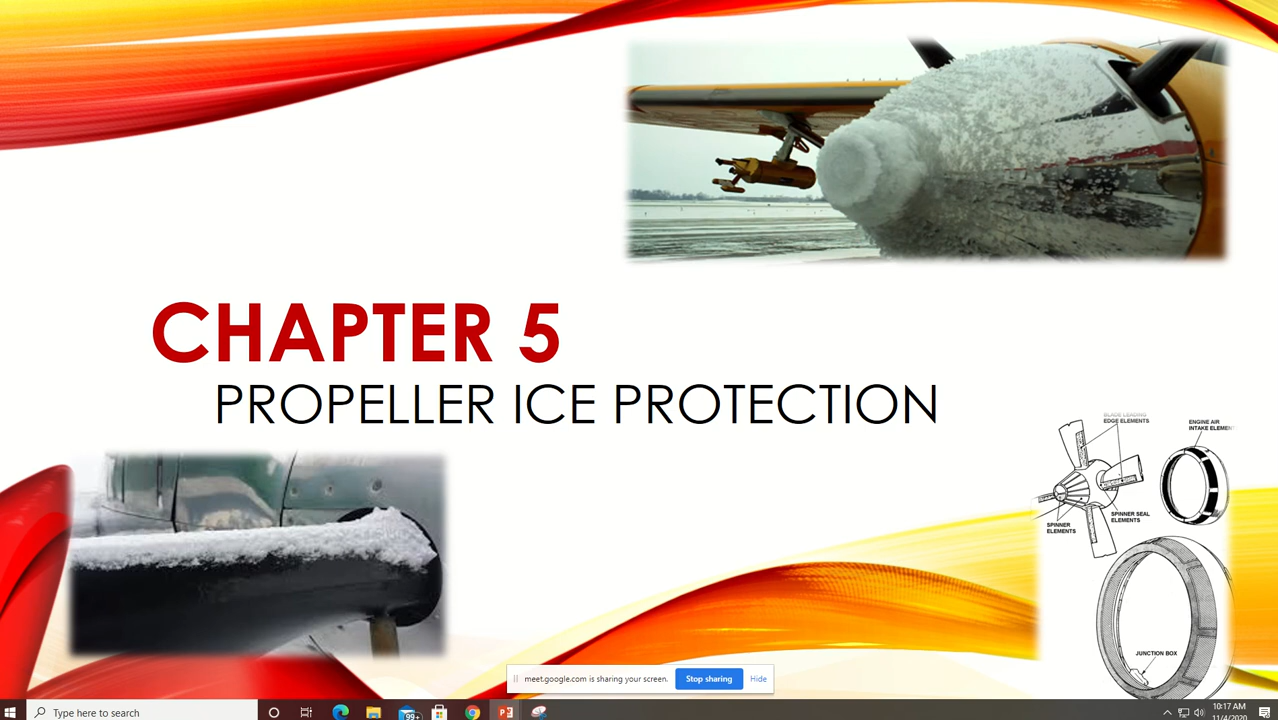 CHAPTER 5
PROPELLER ICE PROTECTION
BLADE LEADING
EDGE ELEMENTS
ENGINE AIR
INTAKE ELEMEN
SPINNER SEAL
ELEMENTS
SPINNER
ELEMENTS
JUNCTION BOX
meet.google.com is sharing your screen.
Stop sharing
Hide
Type here to search
99+
10:17 AM
11/4/2020